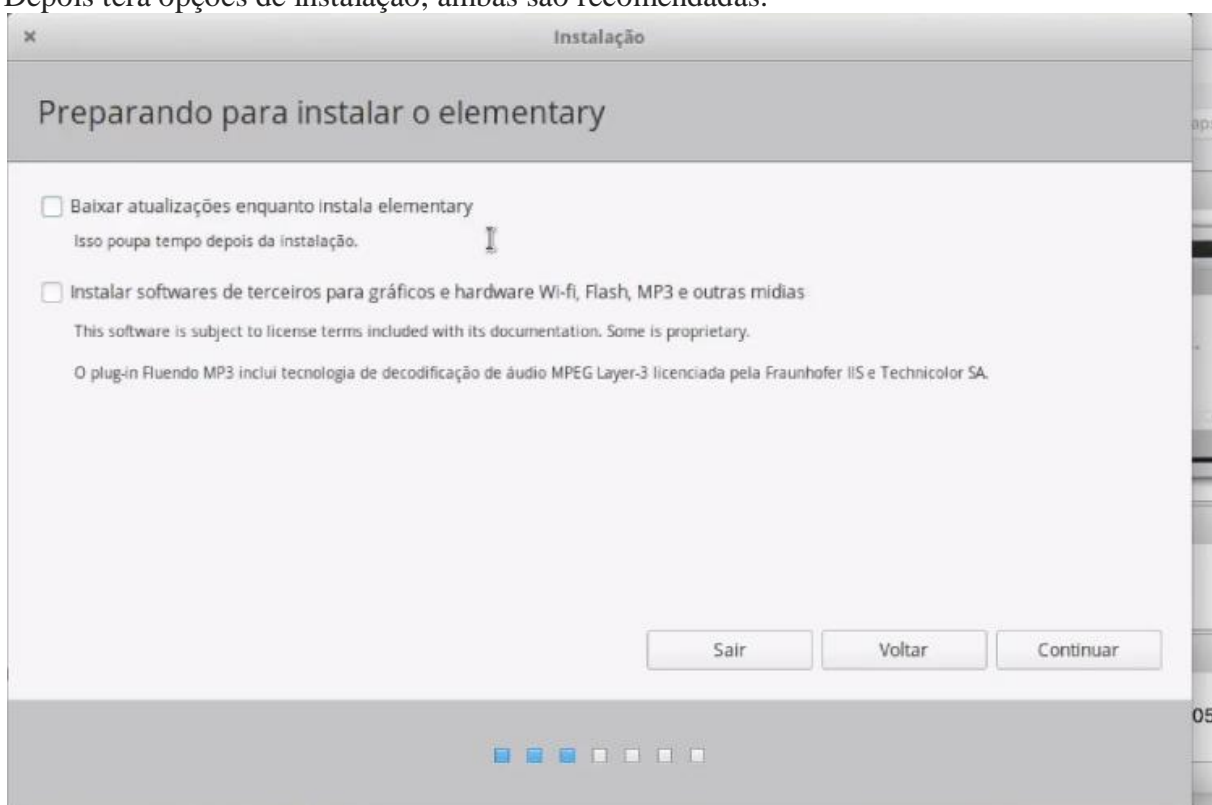 Depois terá opções de instalação, ambas são recomendadas.
Instalação
Preparando para instalar o elementary
Baixar atualizações enquanto instala elementary
Isso poupa tempo depois da instalação.
Instalar softwares de terceiros para gráficos e hardware Wi-fi, Flash, MP3 e outras mídias
This software is subject to license terms included with its documentation. Some is proprietary.
O plug-in Fluendo MP3 inclui tecnologia de decodificação de áudio MPEG Layer-3 licenciada pela Fraunhofer IIS e Technicolor SA.
Sair Voltar Continuar
05